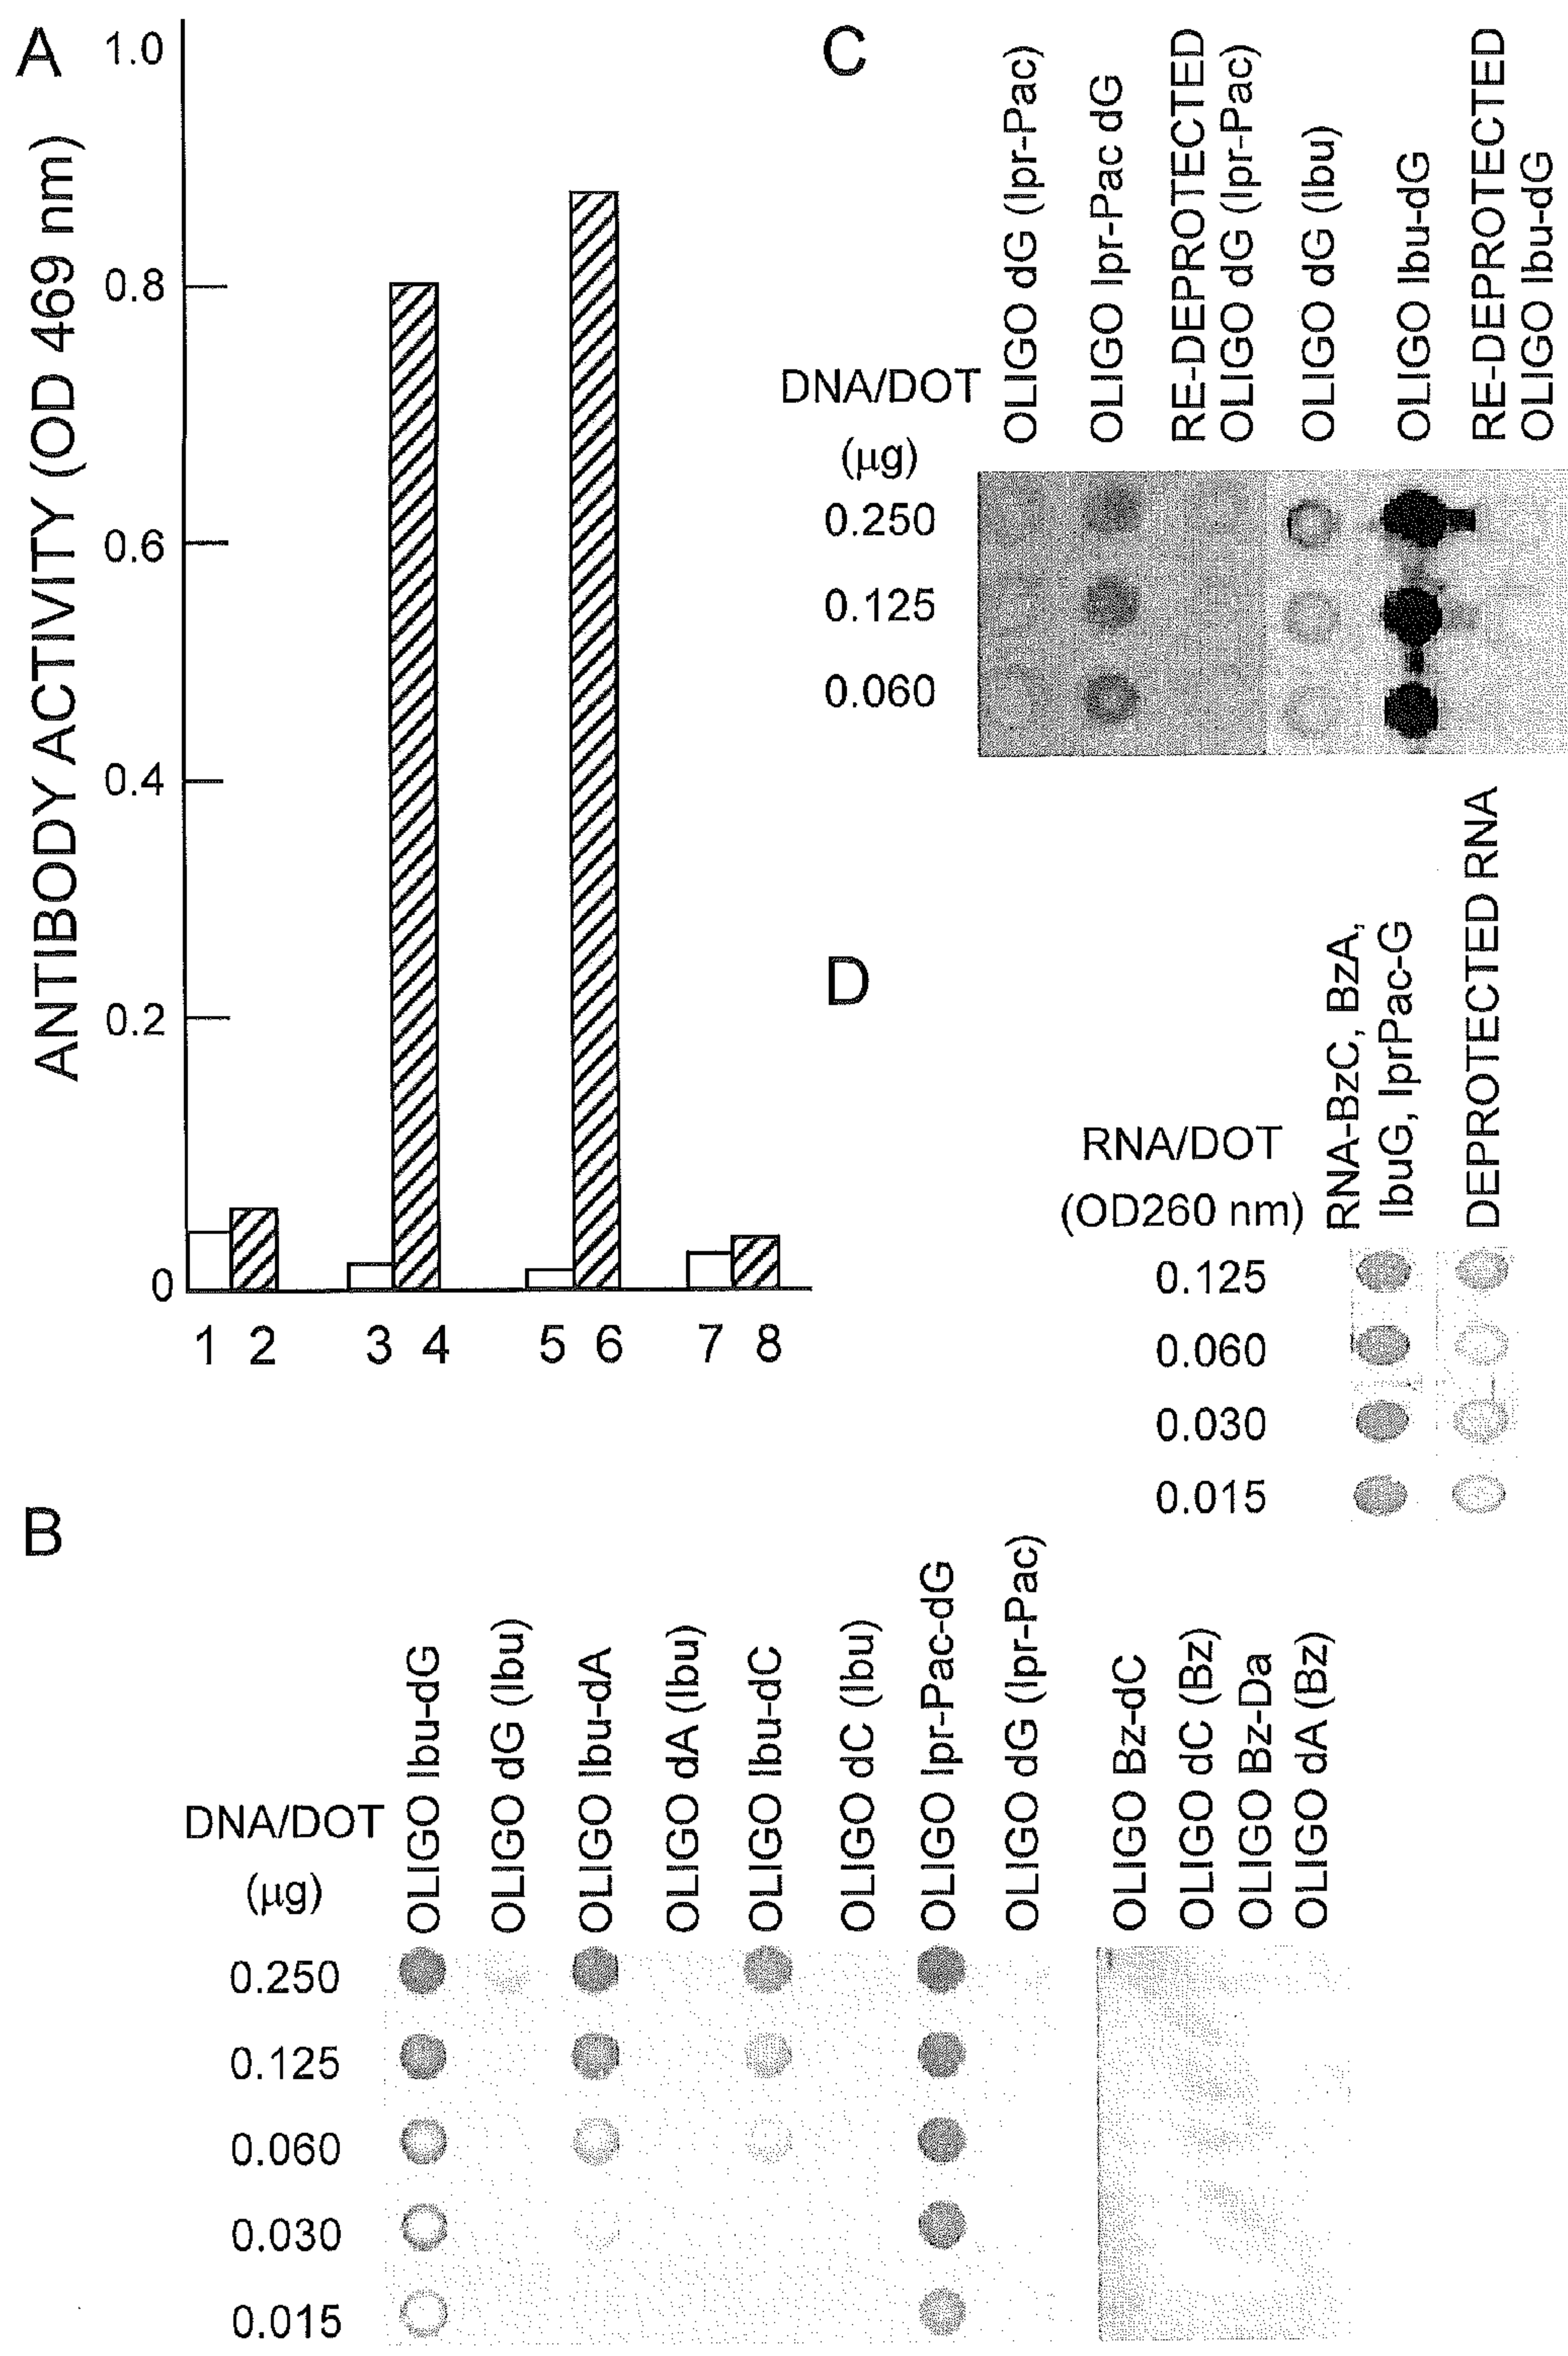 A
ANTIBODY ACTIVITY (OD 469 nm)
1.0
0.8
0.6
0.4
0.2
0
1 2 3 4 5 6 7 8
C
DNA/DOT
(µg)
OLIGO dG (Ipr-Pac)
OLIGO Ipr-Pac dG
RE-DEPROTECTED
OLIGO dG (Ipr-Pac)
OLIGO dG (Ibu)
OLIGO Ibu-dG
RE-DEPROTECTED
OLIGO Ibu-dG
0.250
0.125
0.060
D
RNA/DOT
(OD260 nm)
RNA-BzC, BzA,
IbuG, IprPac-G
DEPROTECTED RNA
0.125
0.060
0.030
0.015
B
DNA/DOT
(µg)
OLIGO Ibu-dG
OLIGO dG (Ibu)
OLIGO Ibu-dA
OLIGO dA (Ibu)
OLIGO Ibu-dC
OLIGO dC (Ibu)
OLIGO Ipr-Pac-dG
OLIGO dG (Ipr-Pac)
OLIGO Bz-dC
OLIGO dC (Bz)
OLIGO Bz-Da
OLIGO dA (Bz)
0.250
0.125
0.060
0.030
0.015